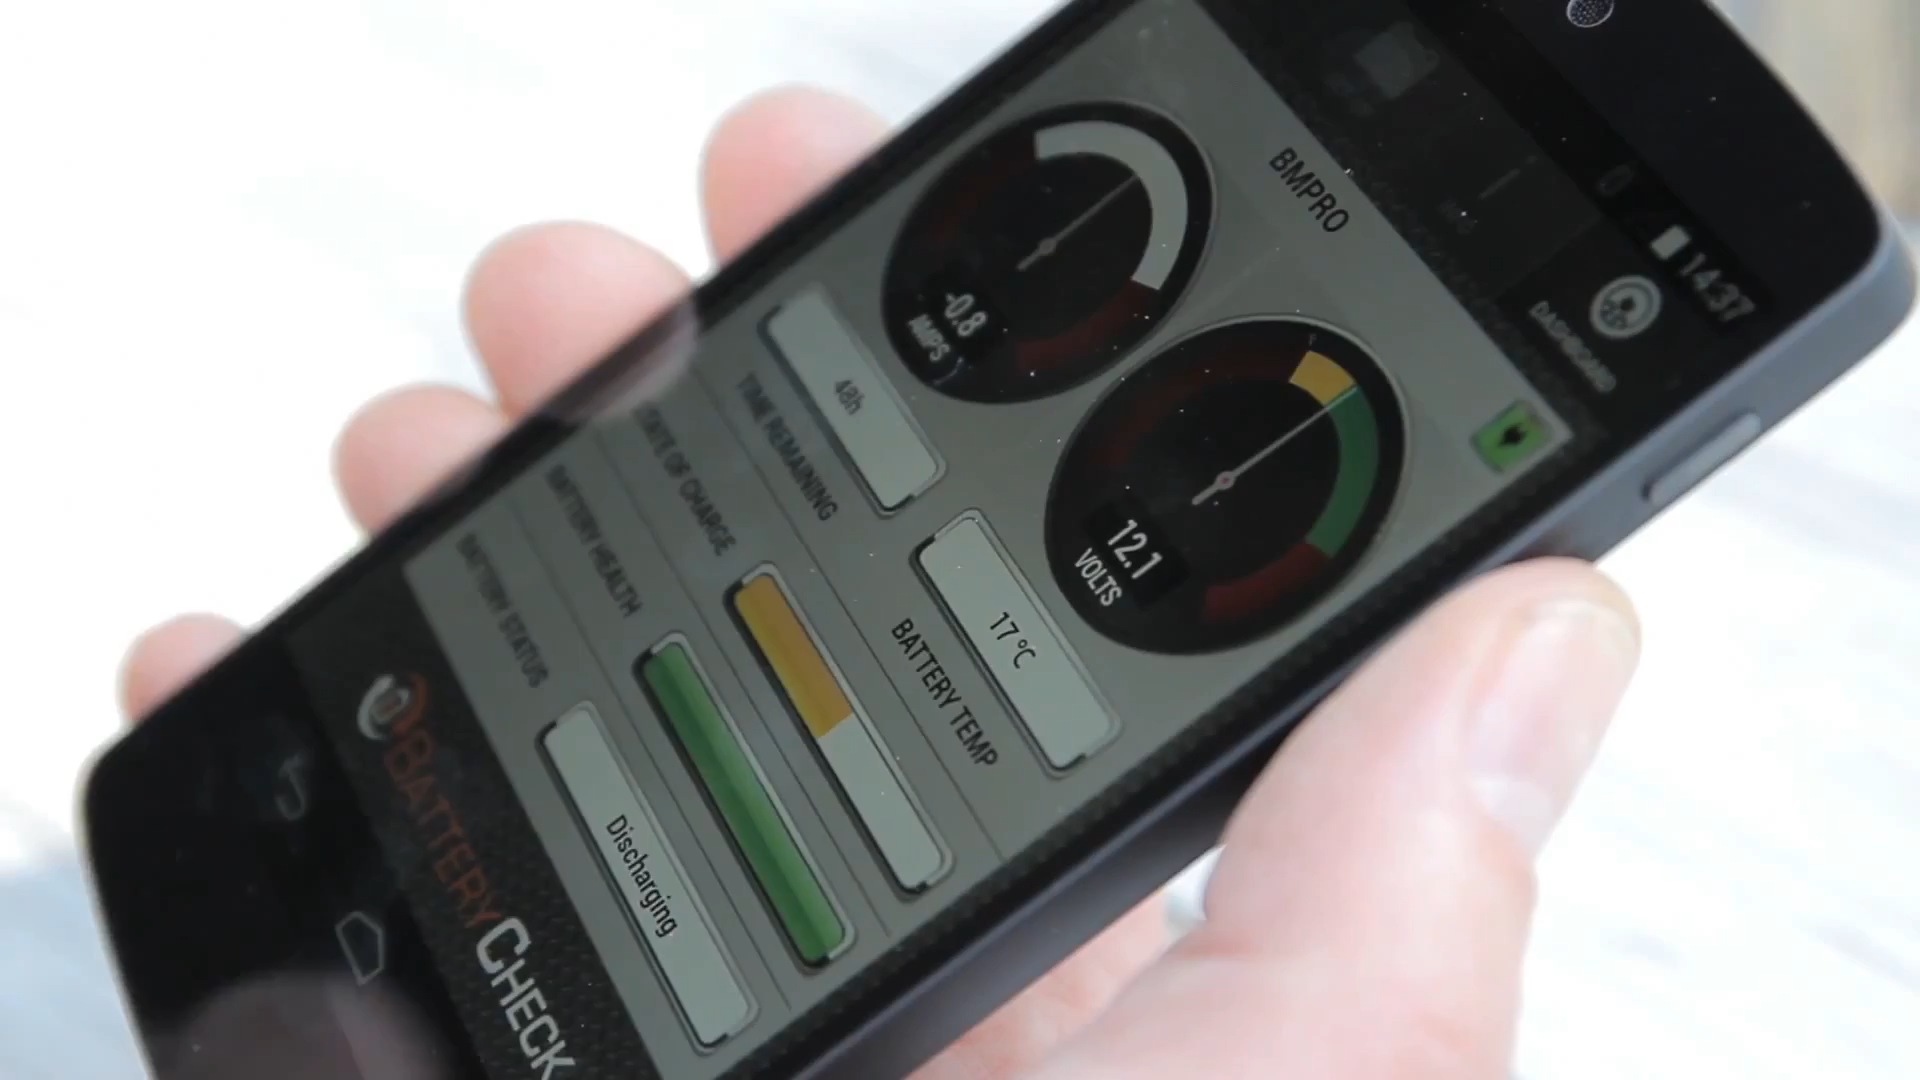 14:37
DASHBOARD
BMPRO
-0.8
AMPS
12.1
VOLTS
48h
TIME REMAINING
17°C
BATTERY TEMP
STATE OF CHARGE
BATTERY HEALTH
BATTERY STATUS
Discharging
BATTERYCHECK